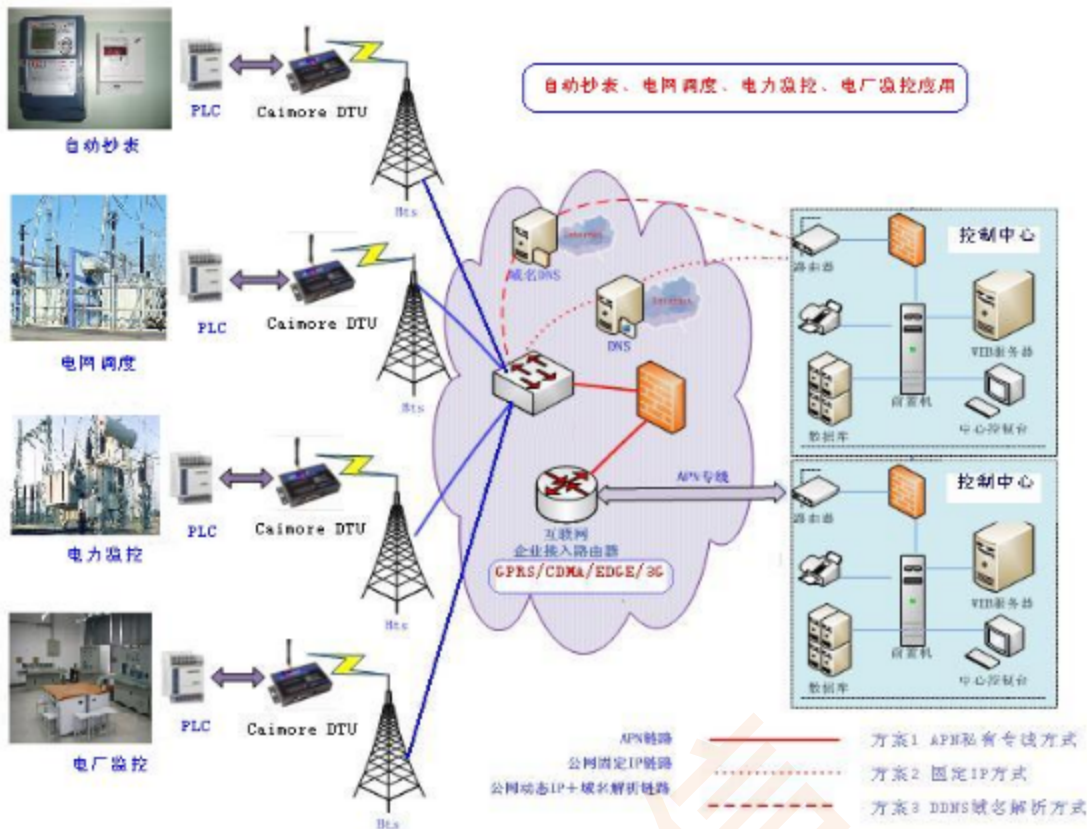 自动抄表、电网调度、电力监控、电厂监控应用
PLC
Caimore DTU
自动抄表
Bts
PLC
Caimore DTU
电网调度
Bts
PLC
Caimore DTU
电力监控
Bts
PLC
Caimore DTU
电厂监控
Bts
Internet
域名DNS
Internet
DNS
互联网
企业接入路由器
GPRS/CDMA/EDGE/3G
APN专线
控制中心
路由器
WEB服务器
前置机
数据库
中心控制台
控制中心
路由器
WEB服务器
前置机
数据库
中心控制台
APN链路
方案1 APN私有专线方式
公网固定IP链路
方案2 固定IP方式
公网动态IP+域名解析链路
方案3 DDNS域名解析方式